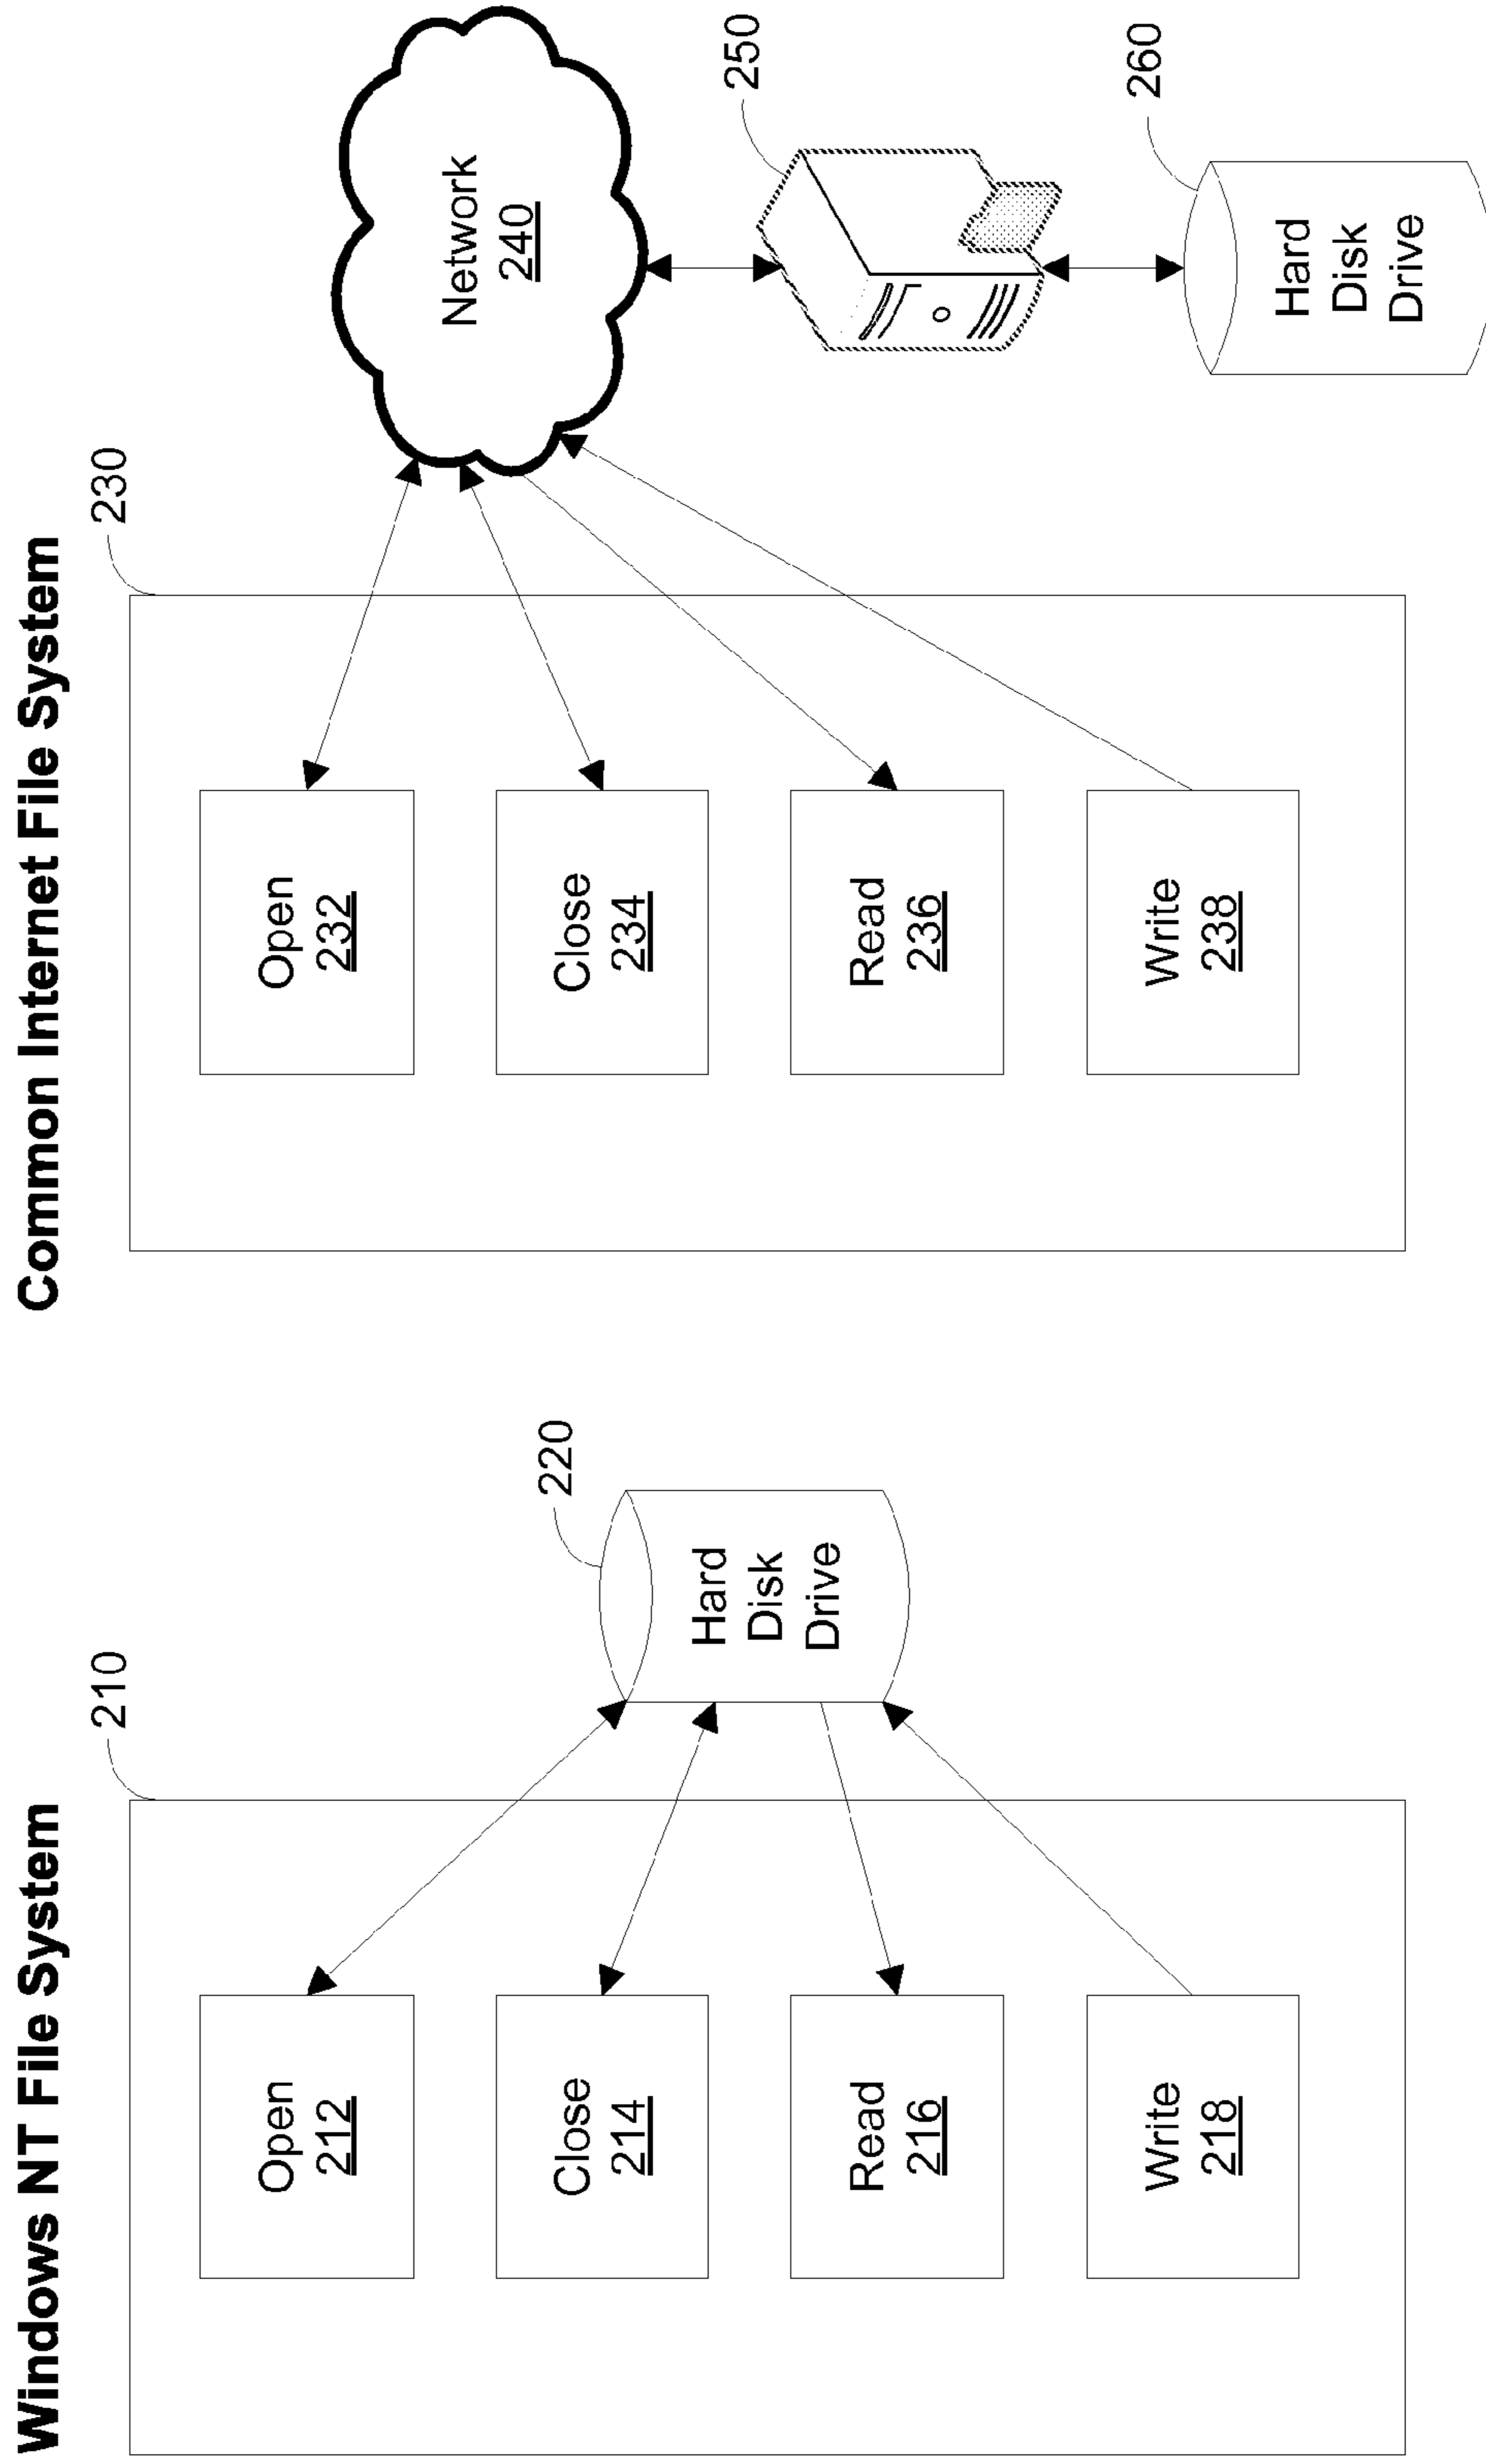 Windows NT File System
210
Open
212
Close
214
Read
216
Write
218
220
Hard
Disk
Drive
Common Internet File System
230
Open
232
Close
234
Read
236
Write
238
Network
240
250
260
Hard
Disk
Drive